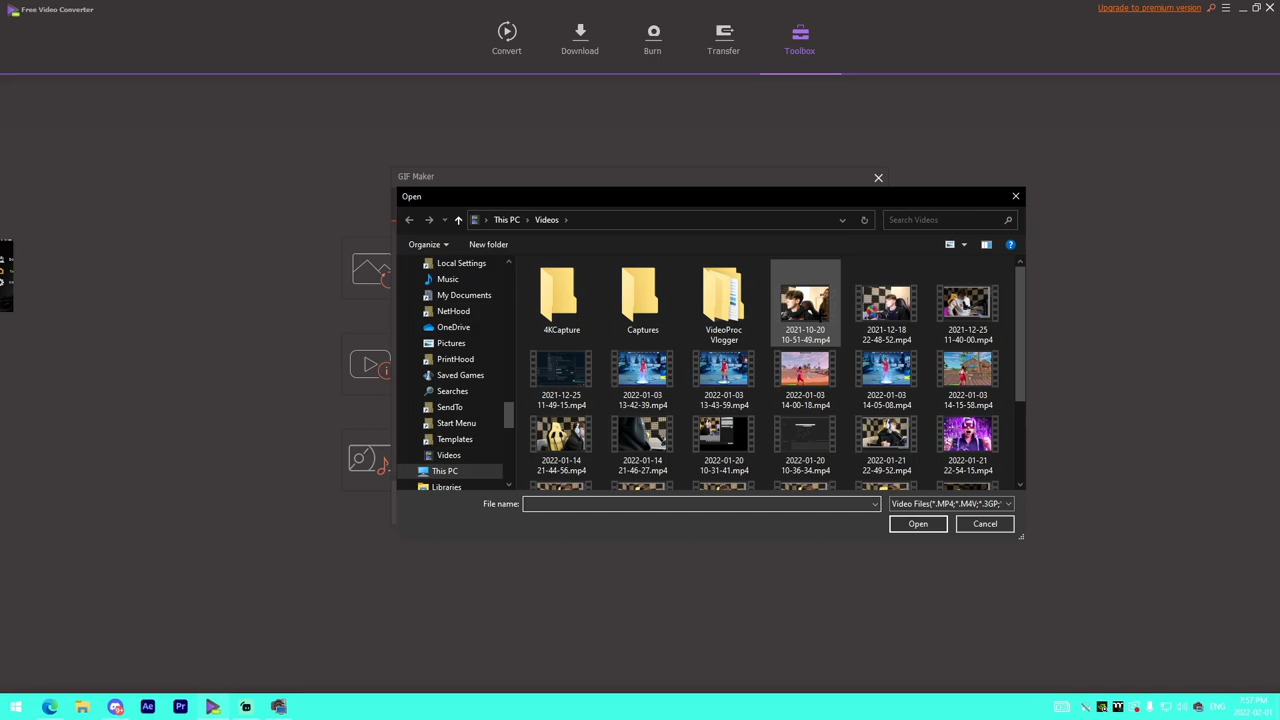 Free Video Converter
Upgrade to premium version
Convert
Download
Burn
Transfer
Toolbox
GIF Maker
Open
This PC
Videos
Search Videos
Organize
New folder
Local Settings
Music
My Documents
NetHood
OneDrive
Pictures
PrintHood
Saved Games
Searches
SendTo
Start Menu
Templates
Videos
This PC
Libraries
4KCapture
Captures
VideoProc
Vlogger
2021-10-20
10-51-49.mp4
2021-12-18
22-48-52.mp4
2021-12-25
11-40-00.mp4
2021-12-25
11-49-15.mp4
2022-01-03
13-42-39.mp4
2022-01-03
13-43-59.mp4
2022-01-03
14-00-18.mp4
2022-01-03
14-05-08.mp4
2022-01-03
14-15-58.mp4
2022-01-14
21-44-56.mp4
2022-01-14
21-46-27.mp4
2022-01-20
10-31-41.mp4
2022-01-20
10-36-34.mp4
2022-01-21
22-49-52.mp4
2022-01-21
22-54-15.mp4
File name:
Video Files(*.MP4;*.M4V;*.3GP;
Open
Cancel
Ae
Pr
ENG
7:57 PM
2022-02-01